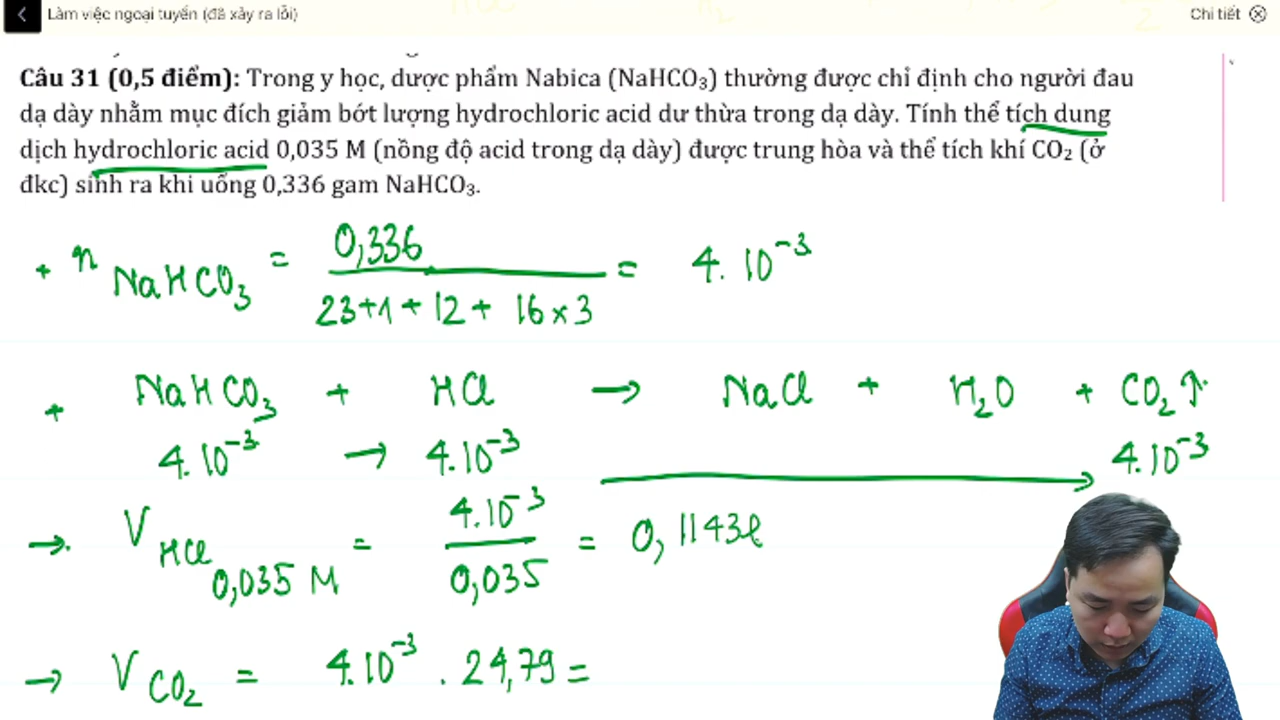 Làm việc ngoại tuyến (đã xảy ra lỗi)
Chi tiết
Câu 31 (0,5 điểm): Trong y học, dược phẩm Nabica (NaHCO₃) thường được chỉ định cho người đau
dạ dày nhằm mục đích giảm bớt lượng hydrochloric acid dư thừa trong dạ dày. Tính thể tích dung
dịch hydrochloric acid 0,035 M (nồng độ acid trong dạ dày) được trung hòa và thể tích khí CO₂ (ở
đkc) sinh ra khi uống 0,336 gam NaHCO₃.
+ n NaHCO₃ = 0,336 / 23+1+12+ 16×3 = 4.10⁻³
+ NaHCO₃ + HCl → NaCl + H₂O + CO₂↑
4.10⁻³ → 4.10⁻³ → 4.10⁻³
→ V HCl 0,035 M = 4.10⁻³ / 0,035 = 0,1143l
→ V CO₂ = 4.10⁻³ . 24,79 =